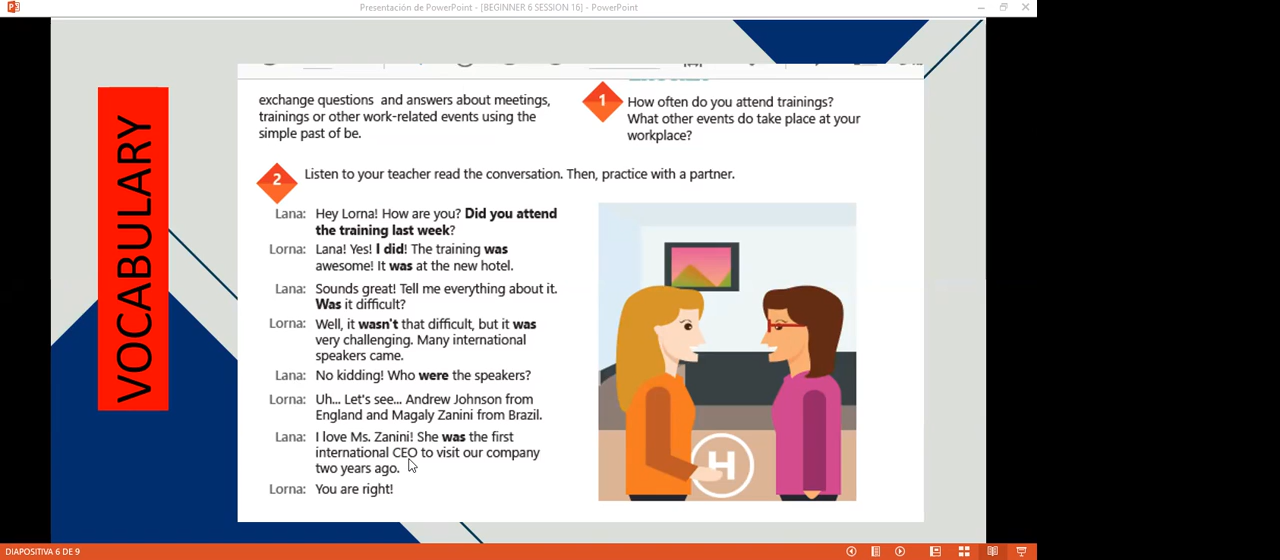 Presentación de PowerPoint - [BEGINNER 6 SESSION 16] - PowerPoint
VOCABULARY
exchange questions and answers about meetings,
trainings or other work-related events using the
simple past of be.
1
How often do you attend trainings?
What other events do take place at your
workplace?
2
Listen to your teacher read the conversation. Then, practice with a partner.
Lana: Hey Lorna! How are you? Did you attend
the training last week?
Lorna: Lana! Yes! I did! The training was
awesome! It was at the new hotel.
Lana: Sounds great! Tell me everything about it.
Was it difficult?
Lorna: Well, it wasn't that difficult, but it was
very challenging. Many international
speakers came.
Lana: No kidding! Who were the speakers?
Lorna: Uh... Let's see... Andrew Johnson from
England and Magaly Zanini from Brazil.
Lana: I love Ms. Zanini! She was the first
international CEO to visit our company
two years ago.
Lorna: You are right!
H
DIAPOSITIVA 6 DE 9